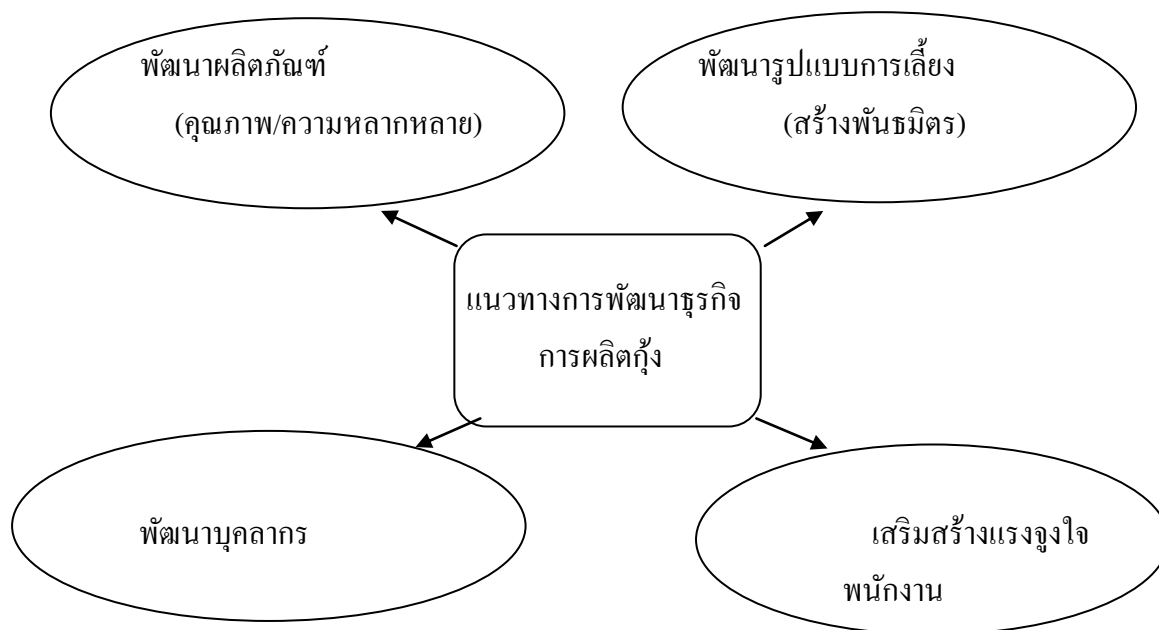 พัฒนาผลิตภัณฑ์
(คุณภาพ/ความหลากหลาย)
พัฒนารูปแบบการเลี้ยง
(สร้างพันธมิตร)
แนวทางการพัฒนาธุรกิจ
การผลิตกุ้ง
พัฒนาบุคลากร
เสริมสร้างแรงจูงใจ
พนักงาน